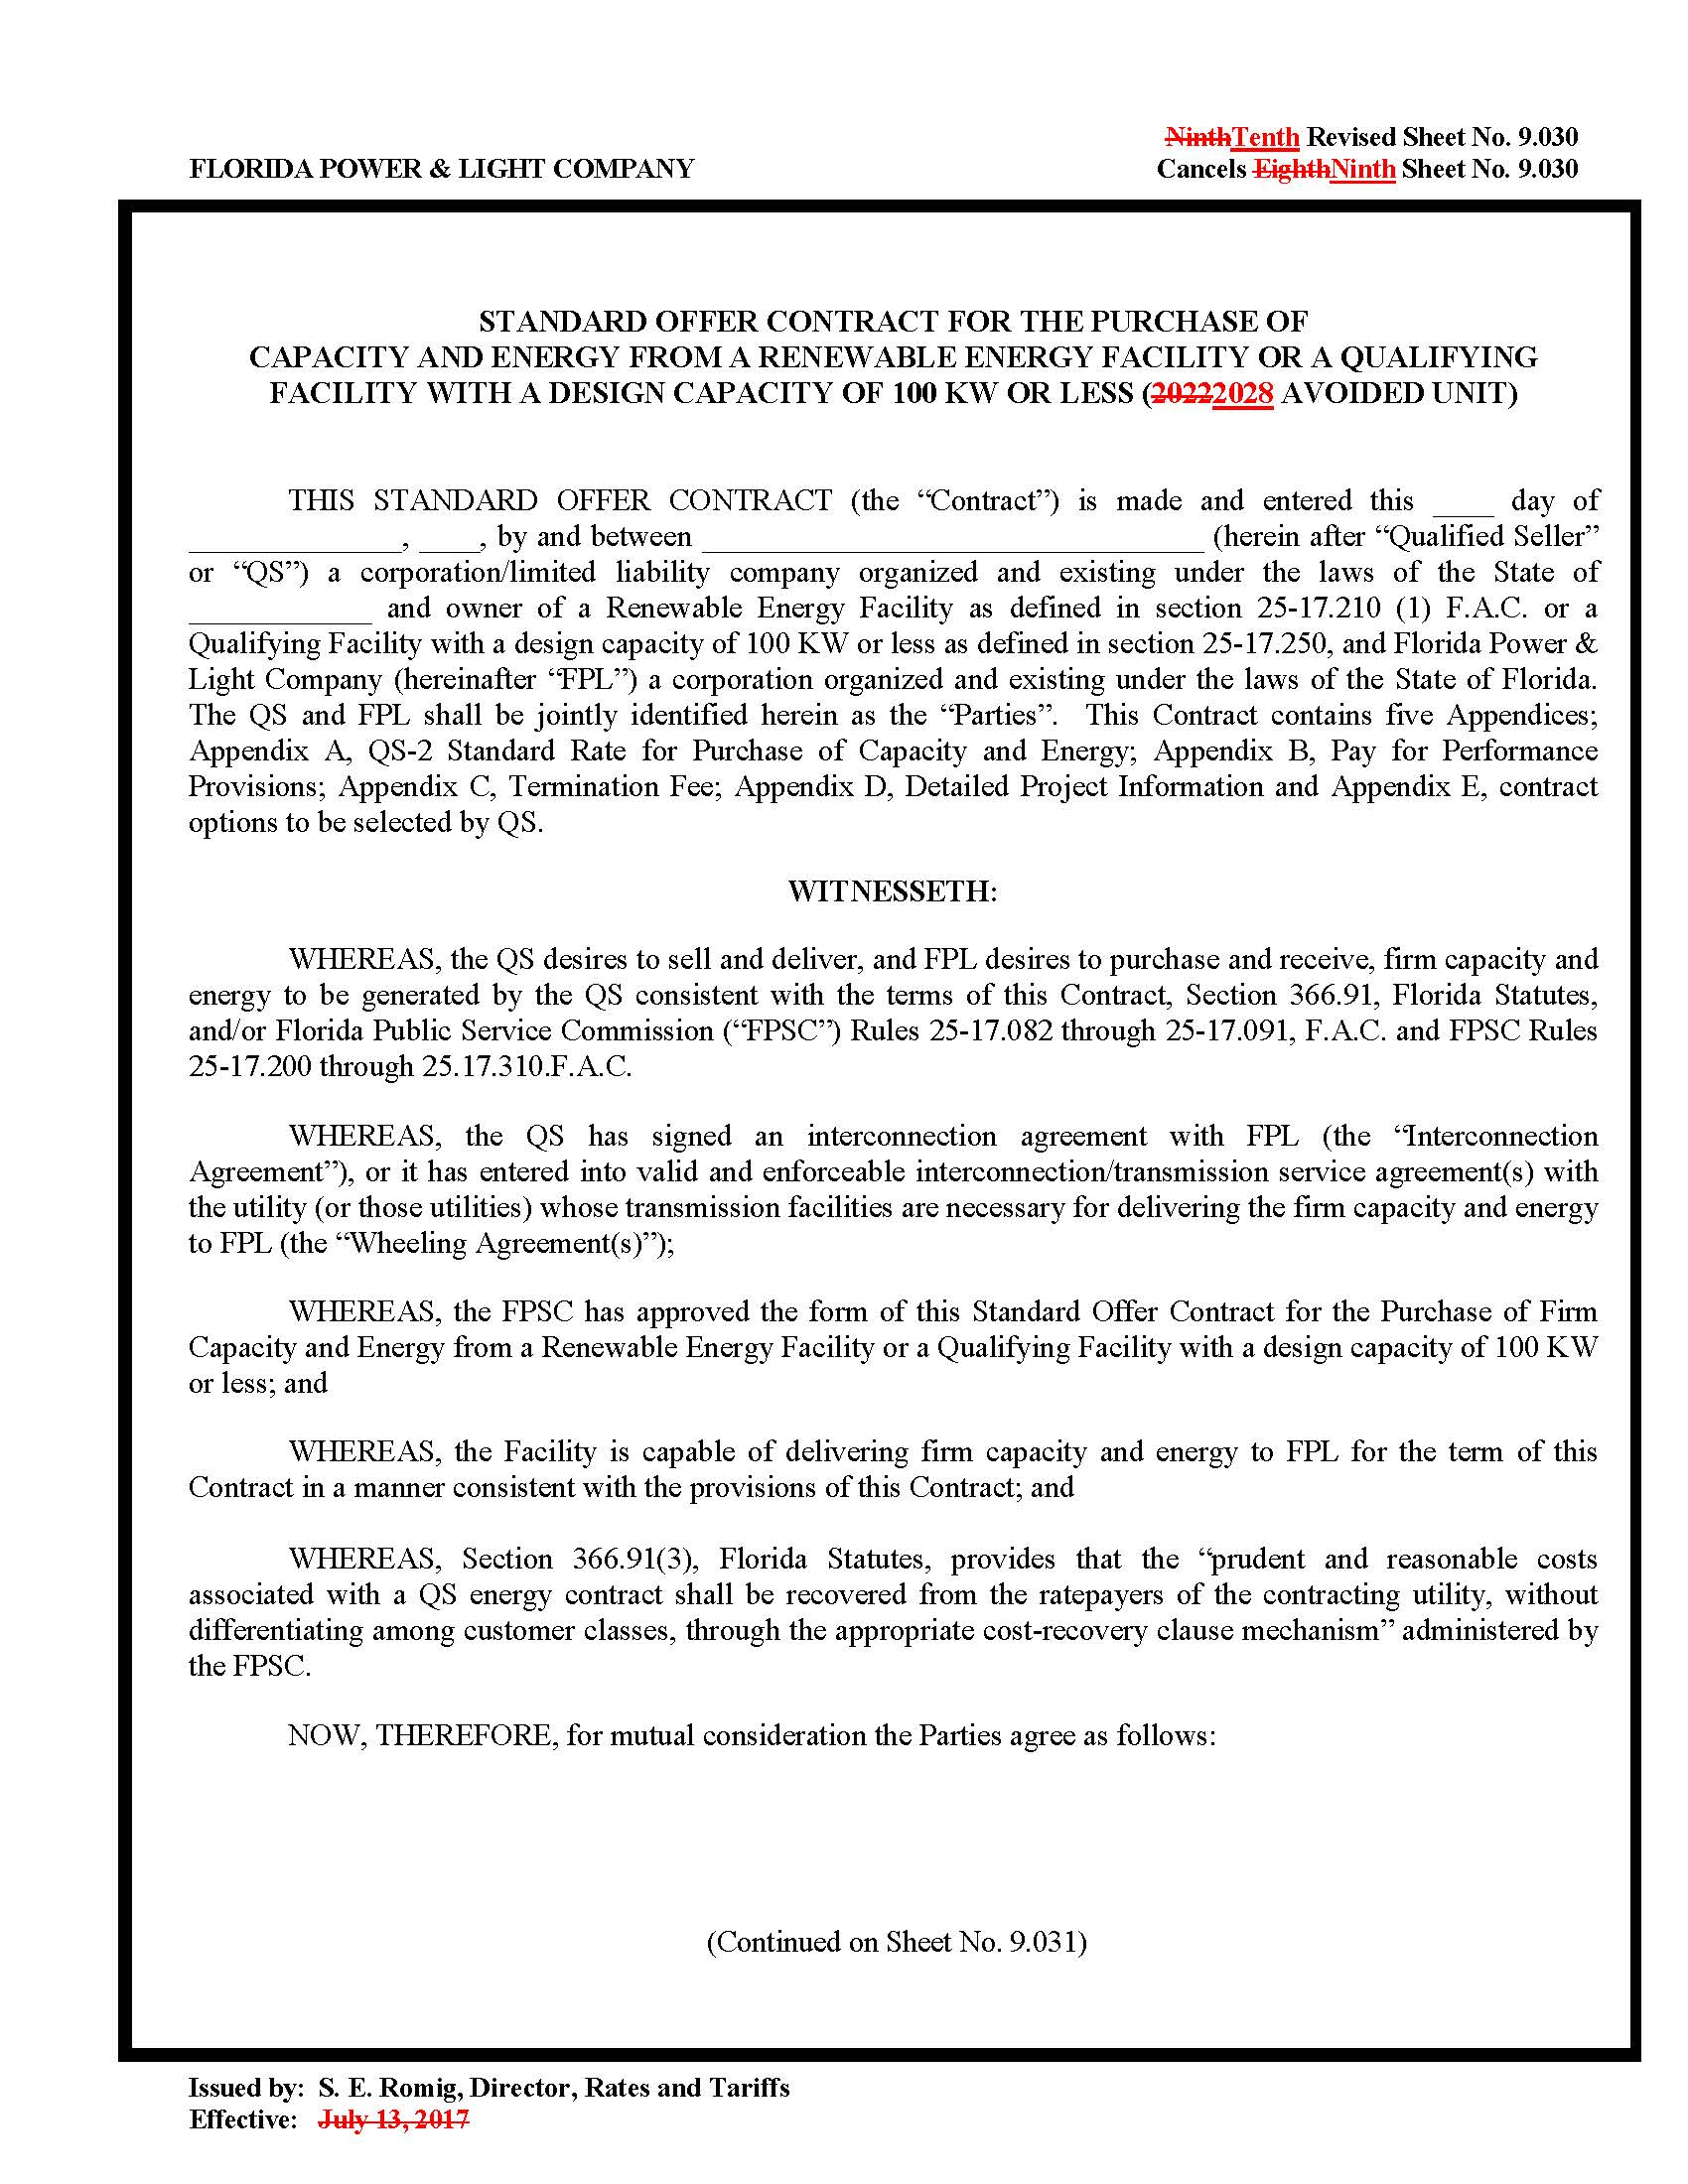 NinthTenth Revised Sheet No. 9.030
FLORIDA POWER & LIGHT COMPANY Cancels EighthNinth Sheet No. 9.030
STANDARD OFFER CONTRACT FOR THE PURCHASE OF
CAPACITY AND ENERGY FROM A RENEWABLE ENERGY FACILITY OR A QUALIFYING
FACILITY WITH A DESIGN CAPACITY OF 100 KW OR LESS (20222028 AVOIDED UNIT)
THIS STANDARD OFFER CONTRACT (the “Contract”) is made and entered this ____ day of
______________, ____, by and between _________________________________ (herein after “Qualified Seller”
or “QS”) a corporation/limited liability company organized and existing under the laws of the State of
____________ and owner of a Renewable Energy Facility as defined in section 25-17.210 (1) F.A.C. or a
Qualifying Facility with a design capacity of 100 KW or less as defined in section 25-17.250, and Florida Power &
Light Company (hereinafter “FPL”) a corporation organized and existing under the laws of the State of Florida.
The QS and FPL shall be jointly identified herein as the “Parties”. This Contract contains five Appendices;
Appendix A, QS-2 Standard Rate for Purchase of Capacity and Energy; Appendix B, Pay for Performance
Provisions; Appendix C, Termination Fee; Appendix D, Detailed Project Information and Appendix E, contract
options to be selected by QS.
WITNESSETH:
WHEREAS, the QS desires to sell and deliver, and FPL desires to purchase and receive, firm capacity and
energy to be generated by the QS consistent with the terms of this Contract, Section 366.91, Florida Statutes,
and/or Florida Public Service Commission (“FPSC”) Rules 25-17.082 through 25-17.091, F.A.C. and FPSC Rules
25-17.200 through 25.17.310.F.A.C.
WHEREAS, the QS has signed an interconnection agreement with FPL (the “Interconnection
Agreement”), or it has entered into valid and enforceable interconnection/transmission service agreement(s) with
the utility (or those utilities) whose transmission facilities are necessary for delivering the firm capacity and energy
to FPL (the “Wheeling Agreement(s)”);
WHEREAS, the FPSC has approved the form of this Standard Offer Contract for the Purchase of Firm
Capacity and Energy from a Renewable Energy Facility or a Qualifying Facility with a design capacity of 100 KW
or less; and
WHEREAS, the Facility is capable of delivering firm capacity and energy to FPL for the term of this
Contract in a manner consistent with the provisions of this Contract; and
WHEREAS, Section 366.91(3), Florida Statutes, provides that the “prudent and reasonable costs
associated with a QS energy contract shall be recovered from the ratepayers of the contracting utility, without
differentiating among customer classes, through the appropriate cost-recovery clause mechanism” administered by
the FPSC.
NOW, THEREFORE, for mutual consideration the Parties agree as follows:
(Continued on Sheet No. 9.031)
Issued by: S. E. Romig, Director, Rates and Tariffs
Effective: July 13, 2017